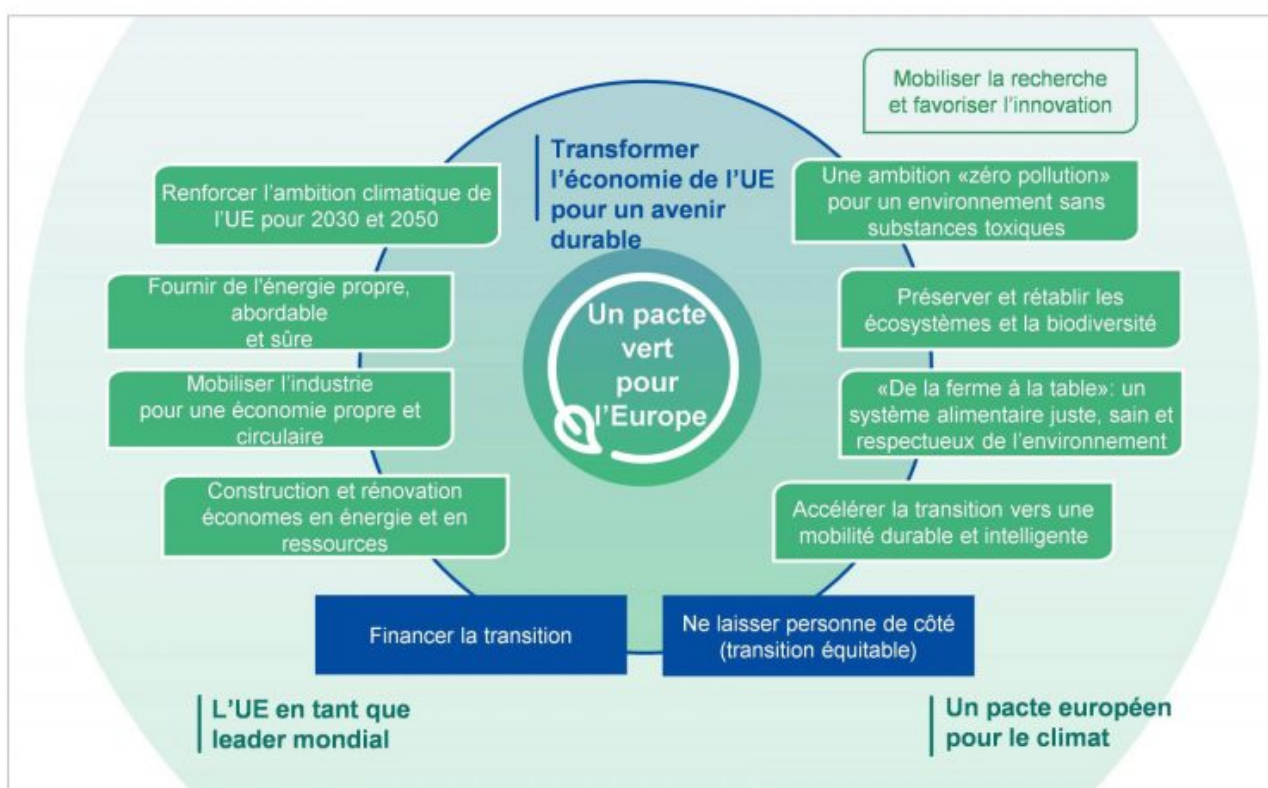 Mobiliser la recherche
et favoriser l’innovation
Transformer
l’économie de l’UE
pour un avenir
durable
Renforcer l’ambition climatique de
l’UE pour 2030 et 2050
Fournir de l'énergie propre,
abordable
et sûre
Mobiliser l’industrie
pour une économie propre et
circulaire
Construction et rénovation
économes en énergie et en
ressources
Un pacte
vert
pour
l’Europe
Une ambition «zéro pollution»
pour un environnement sans
substances toxiques
Préserver et rétablir les
écosystèmes et la biodiversité
«De la ferme à la table»: un
système alimentaire juste, sain et
respectueux de l’environnement
Accélérer la transition vers une
mobilité durable et intelligente
Financer la transition
Ne laisser personne de côté
(transition équitable)
L’UE en tant que
leader mondial
Un pacte européen
pour le climat